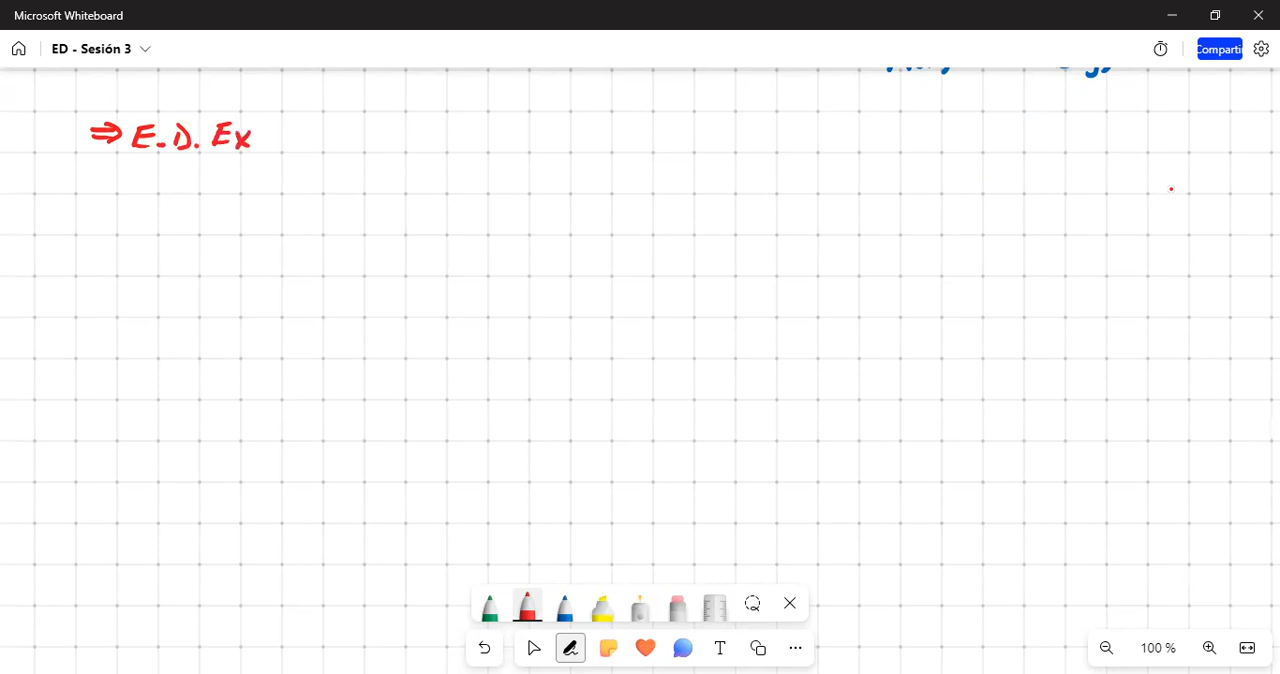 Microsoft Whiteboard
ED - Sesión 3
Comparti
⇒ E.D. Ex
T
100 %